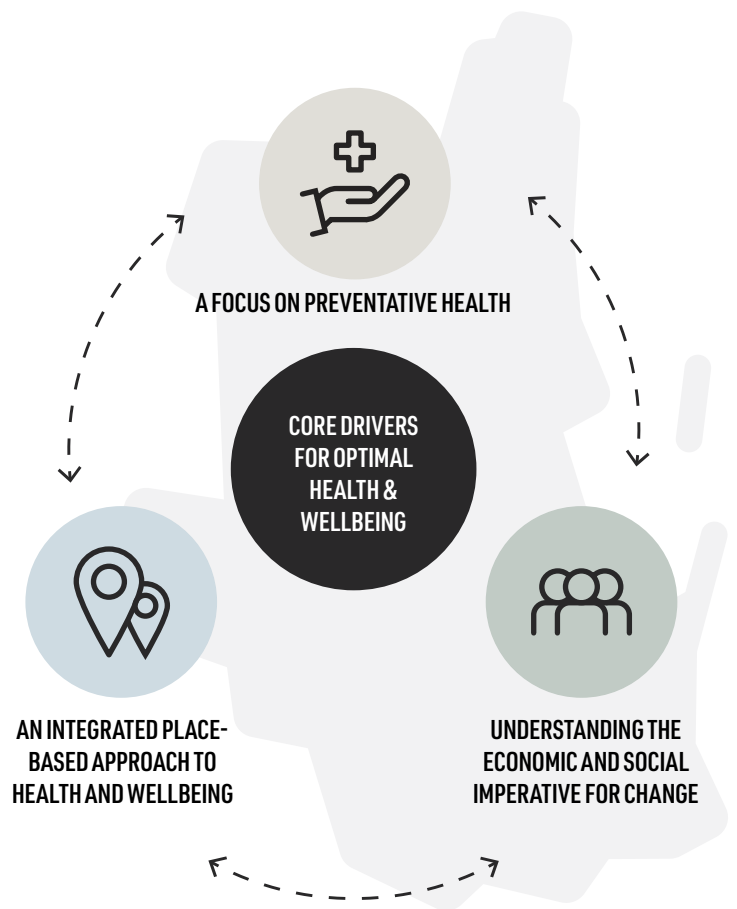 A FOCUS ON PREVENTATIVE HEALTH
CORE DRIVERS
FOR OPTIMAL
HEALTH &
WELLBEING
AN INTEGRATED PLACE-
BASED APPROACH TO
HEALTH AND WELLBEING
UNDERSTANDING THE
ECONOMIC AND SOCIAL
IMPERATIVE FOR CHANGE